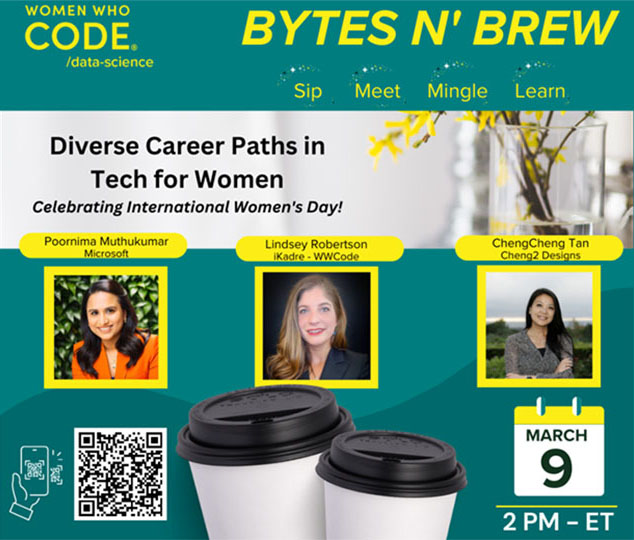 WOMEN WHO
CODE®
/data-science
BYTES N' BREW
Sip Meet Mingle Learn
Diverse Career Paths in
Tech for Women
Celebrating International Women's Day!
Poornima Muthukumar
Microsoft
Lindsey Robertson
iKadre - WWCode
ChengCheng Tan
Cheng2 Designs
MARCH
9
2 PM – ET